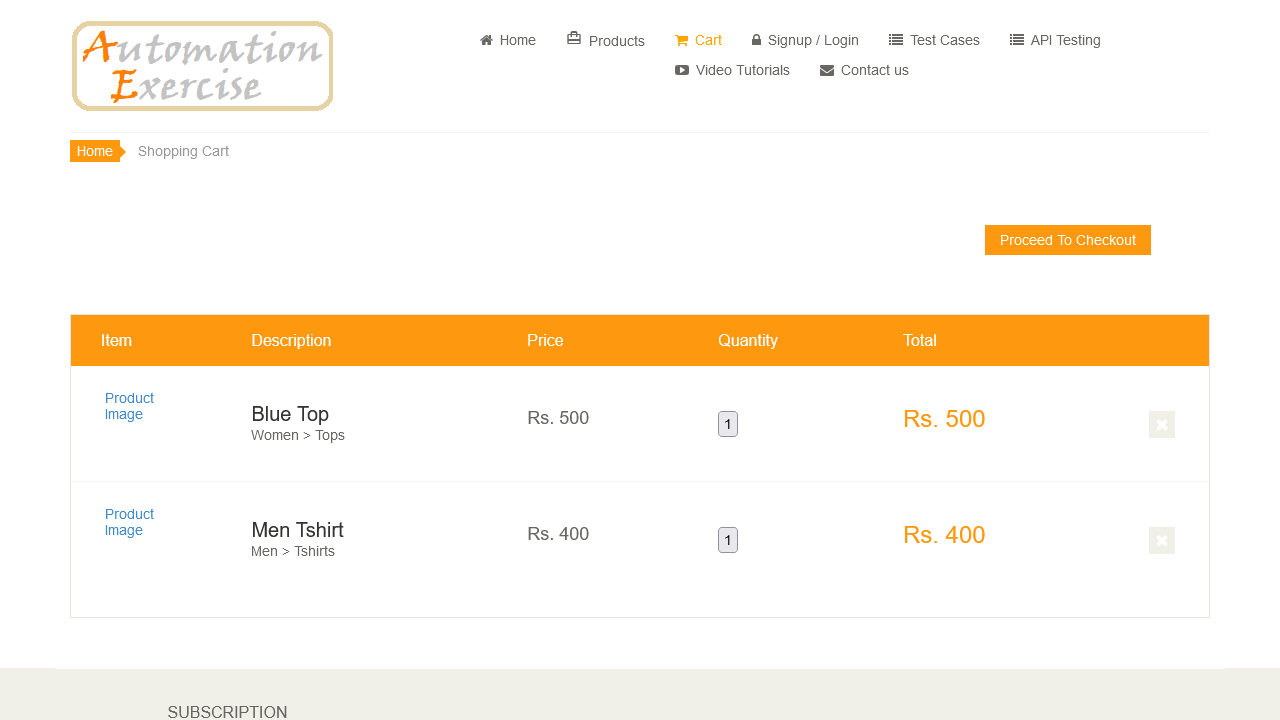 Automation
Exercise
Home
Products
Cart
Signup / Login
Test Cases
API Testing
Video Tutorials
Contact us
Home
Shopping Cart
Proceed To Checkout
Item Description Price Quantity Total
Product
Image
Blue Top
Women > Tops
Rs. 500
1
Rs. 500
Product
Image
Men Tshirt
Men > Tshirts
Rs. 400
1
Rs. 400
SUBSCRIPTION